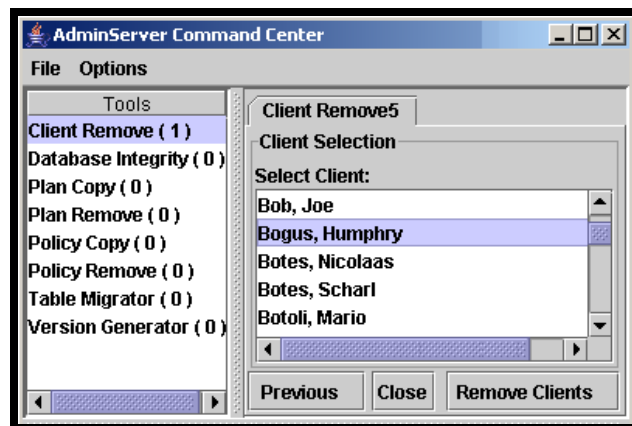 AdminServer Command Center
File Options
Tools
Client Remove ( 1 )
Database Integrity ( 0 )
Plan Copy ( 0 )
Plan Remove ( 0 )
Policy Copy ( 0 )
Policy Remove ( 0 )
Table Migrator ( 0 )
Version Generator ( 0 )
Client Remove5
Client Selection
Select Client:
Bob, Joe
Bogus, Humphry
Botes, Nicolaas
Botes, Scharl
Botoli, Mario
Previous Close Remove Clients